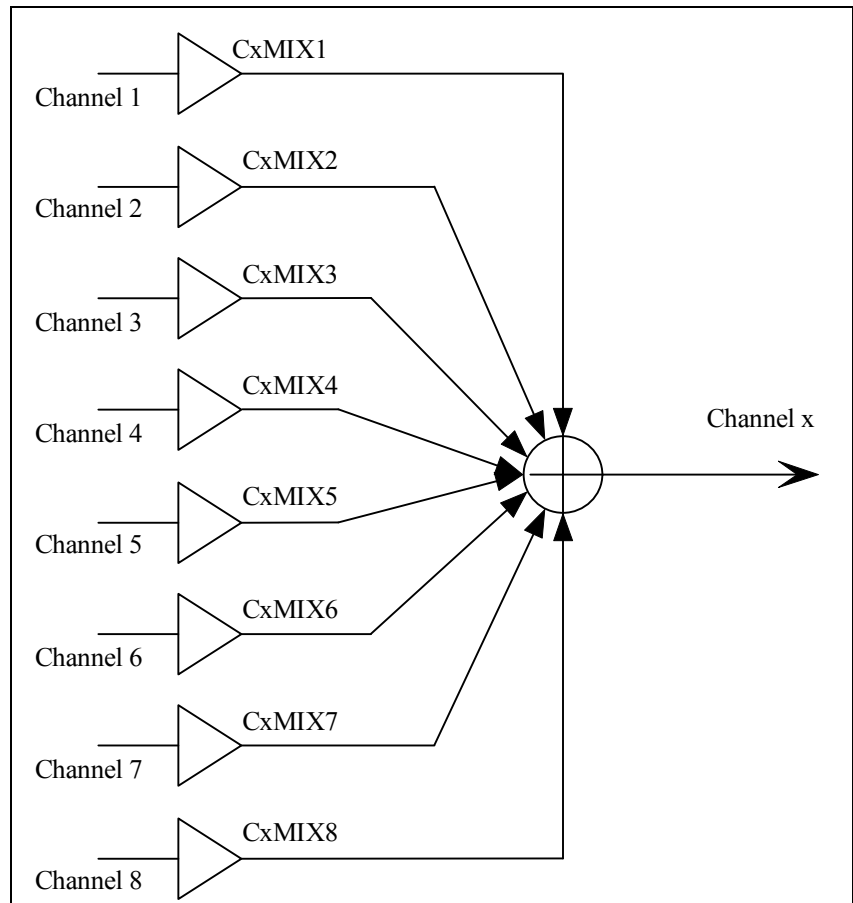 CxMIX1
Channel 1
CxMIX2
Channel 2
CxMIX3
Channel 3
CxMIX4
Channel 4
Channel x
CxMIX5
Channel 5
CxMIX6
Channel 6
CxMIX7
Channel 7
CxMIX8
Channel 8